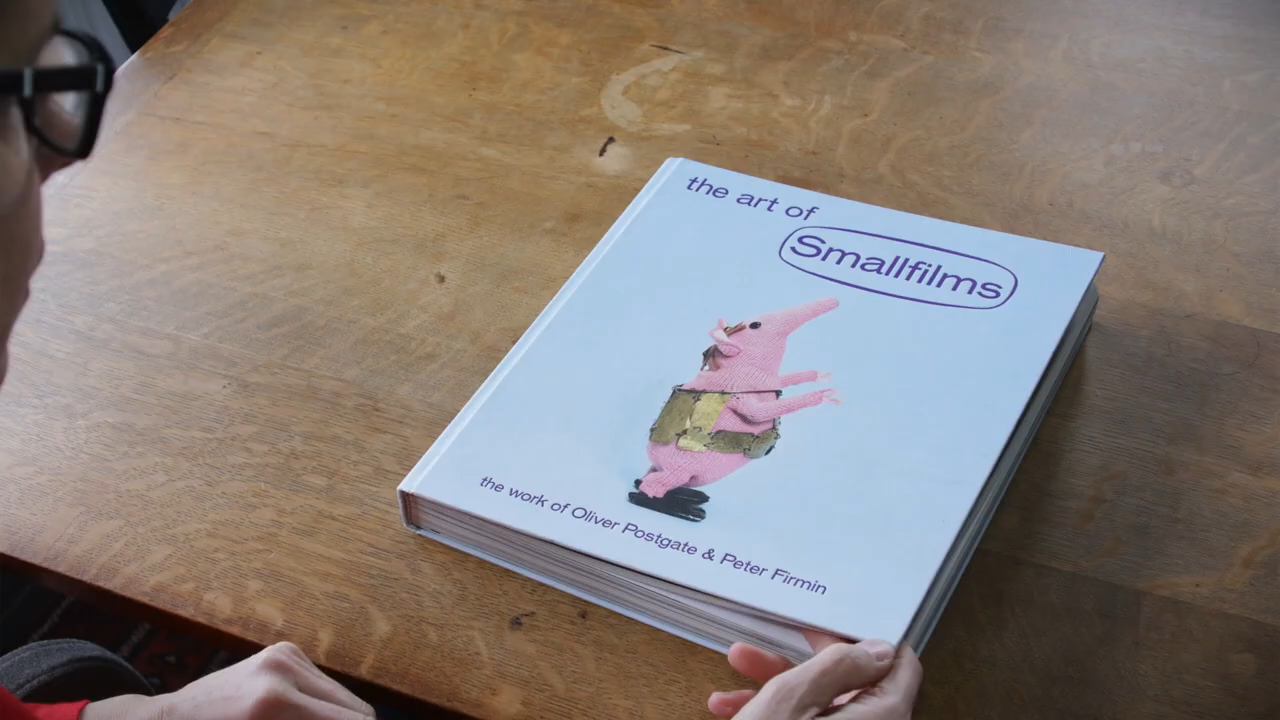 the art of
Smallfilms
the work of Oliver Postgate & Peter Firmin